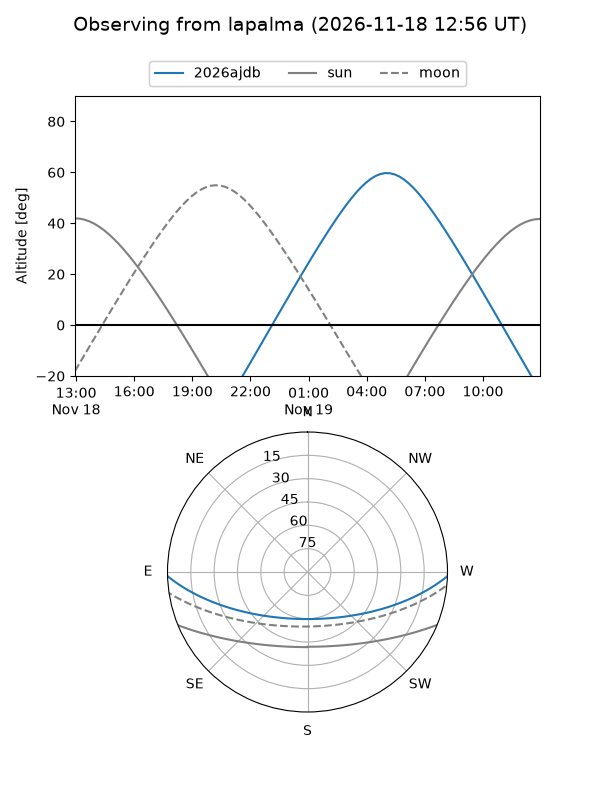 Observing from lapalma (2026-11-18 12:56 UT)
2026ajdb sun moon
Altitude [deg]
80
60
40
20
0
−20
13:00 16:00 19:00 22:00 01:00 04:00 07:00 10:00
Nov 18 Nov 19
N
NE NW
15
30
45
60
75
E W
SE SW
S